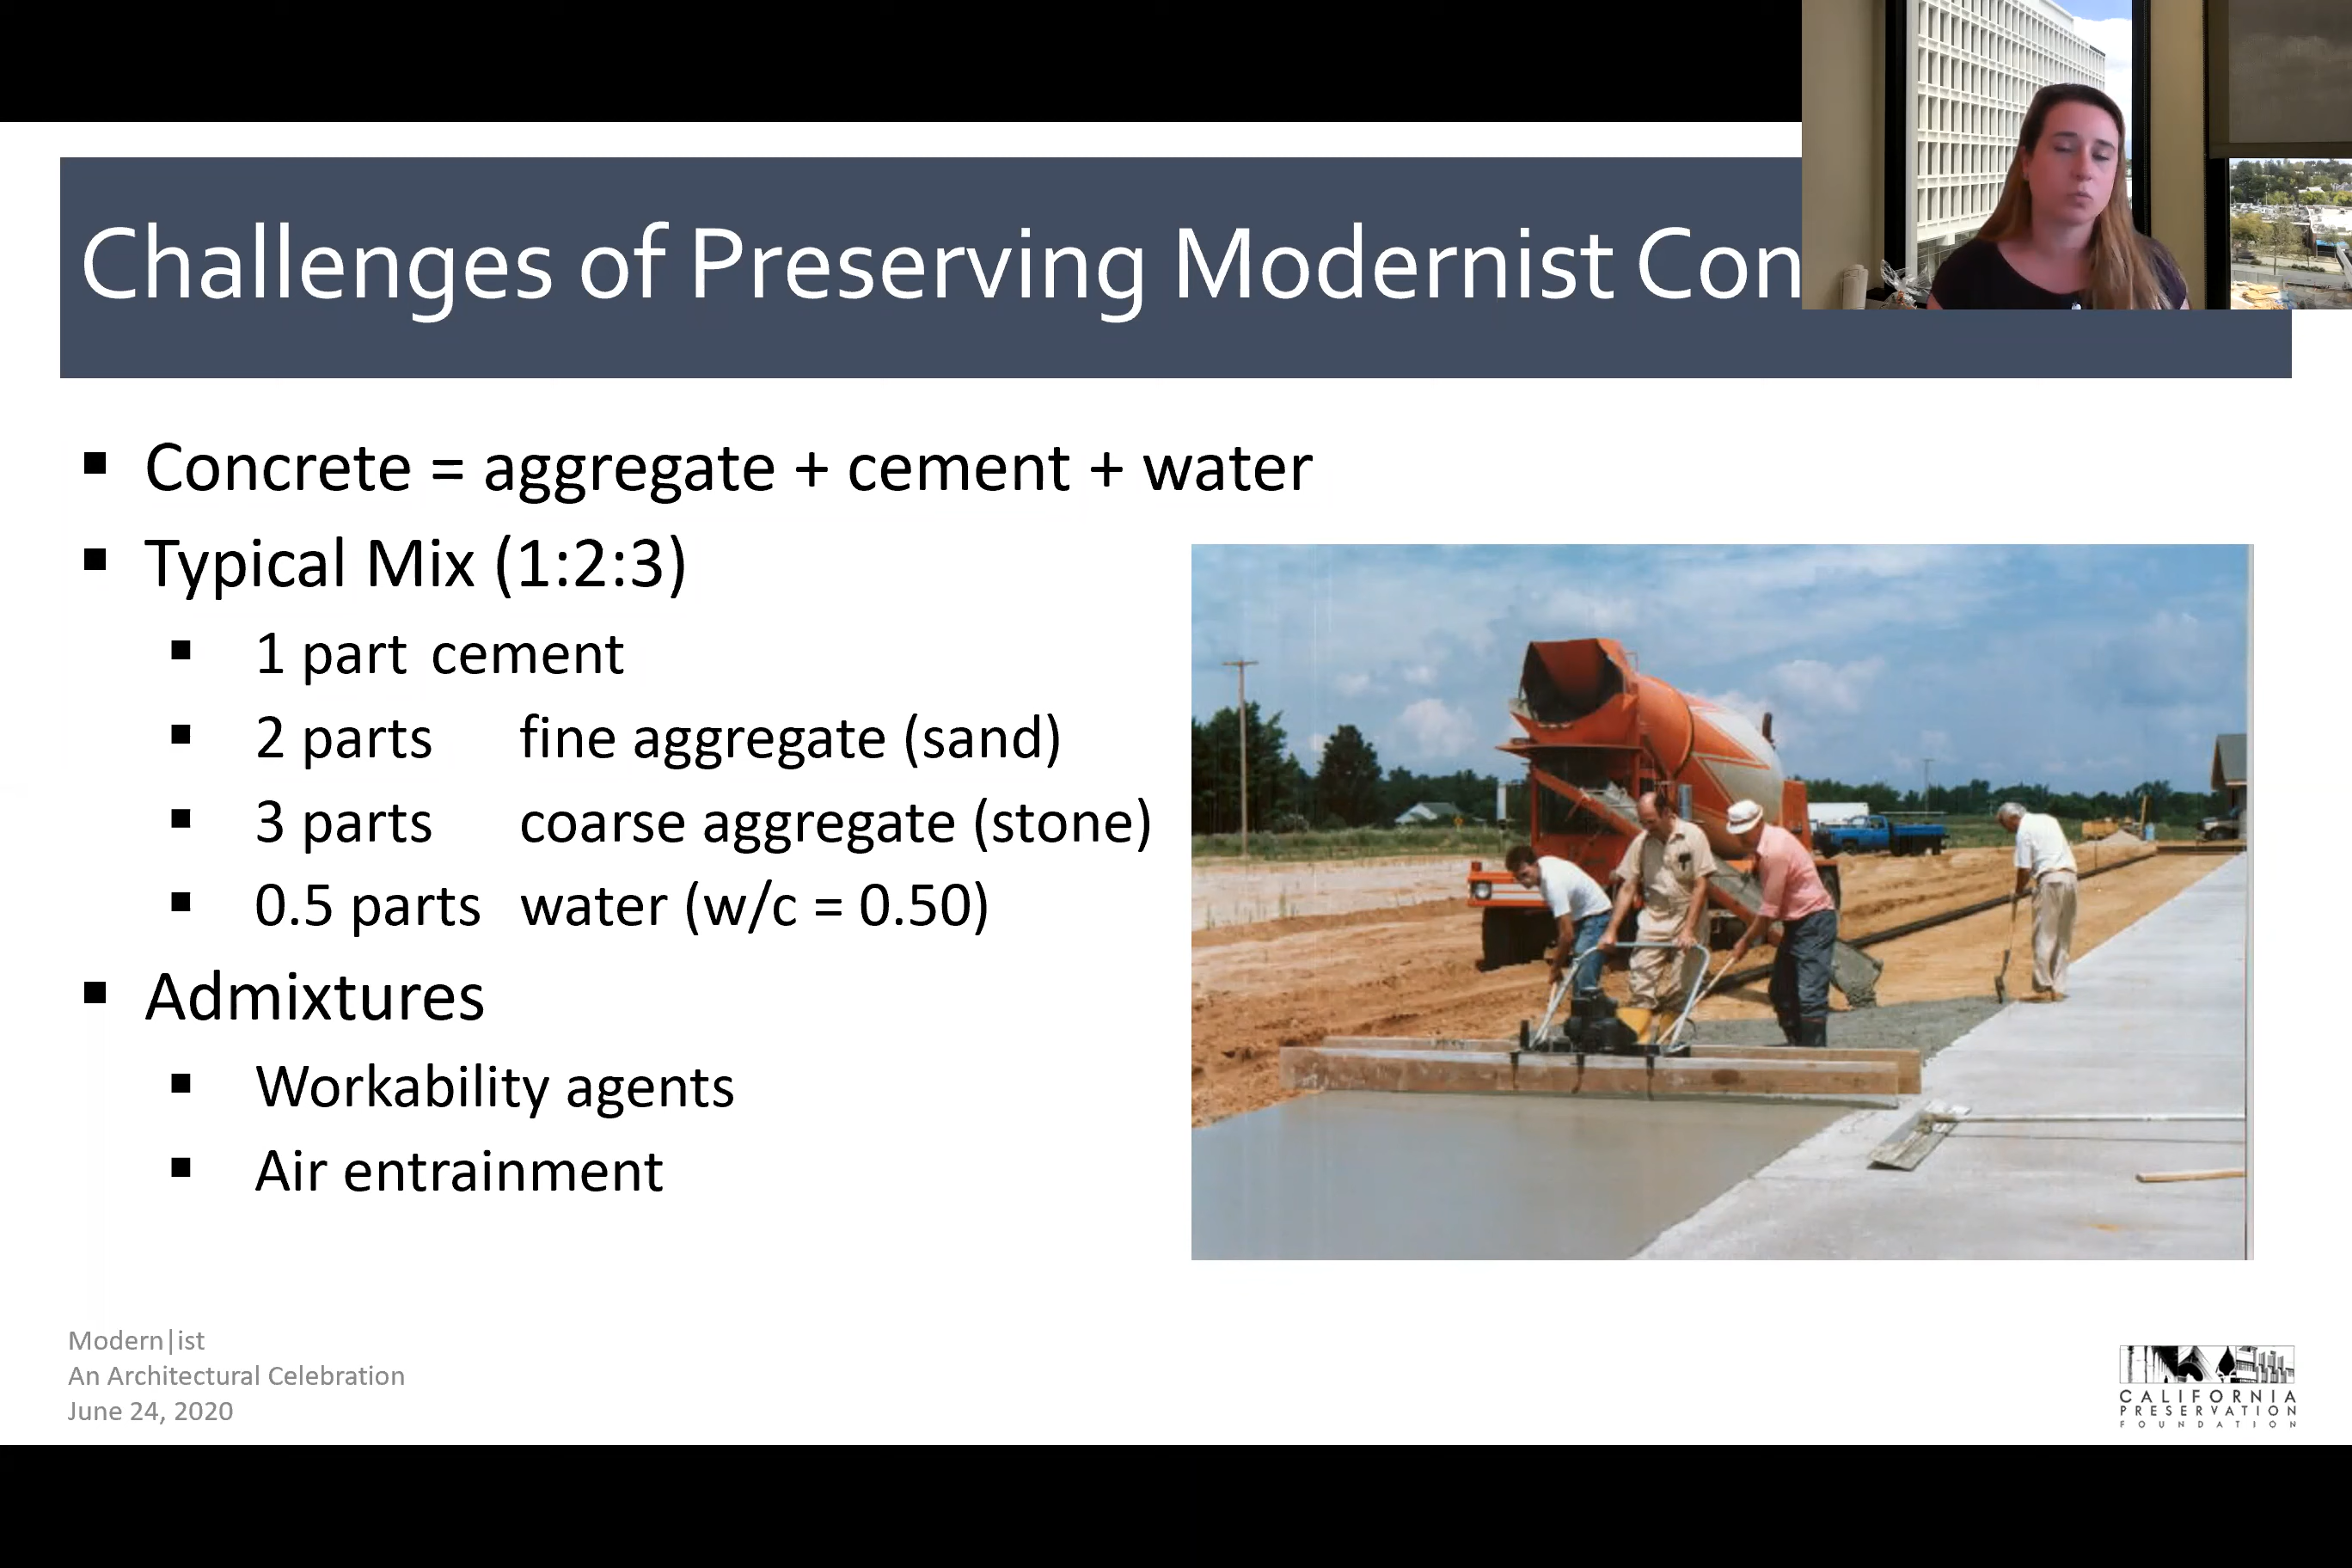 Challenges of Preserving Modernist Con
Concrete = aggregate + cement + water
Typical Mix (1:2:3)
1 part cement
2 parts fine aggregate (sand)
3 parts coarse aggregate (stone)
0.5 parts water (w/c = 0.50)
Admixtures
Workability agents
Air entrainment
Modern|ist
An Architectural Celebration
June 24, 2020
CALIFORNIA
PRESERVATION
FOUNDATION